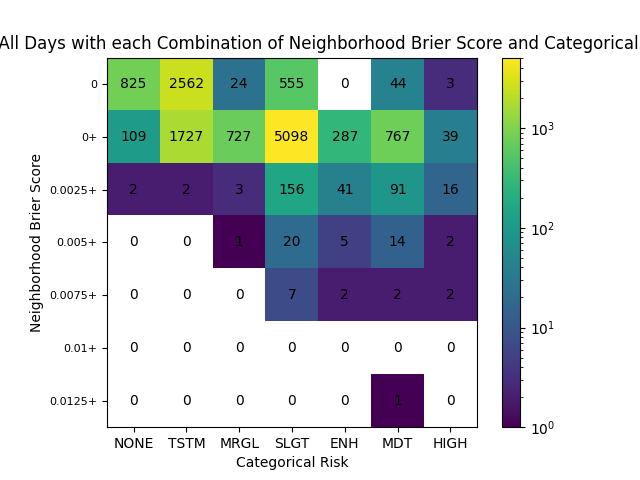 All Days with each Combination of Neighborhood Brier Score and Categorical
0 825 2562 24 555 0 44 3
0+ 109 1727 727 5098 287 767 39
0.0025+ 2 2 3 156 41 91 16
0.005+ 0 0 1 20 5 14 2
0.0075+ 0 0 0 7 2 2 2
0.01+ 0 0 0 0 0 0 0
0.0125+ 0 0 0 0 0 1 0
NONE TSTM MRGL SLGT ENH MDT HIGH
Categorical Risk
Neighborhood Brier Score
10³
10²
10¹
10⁰